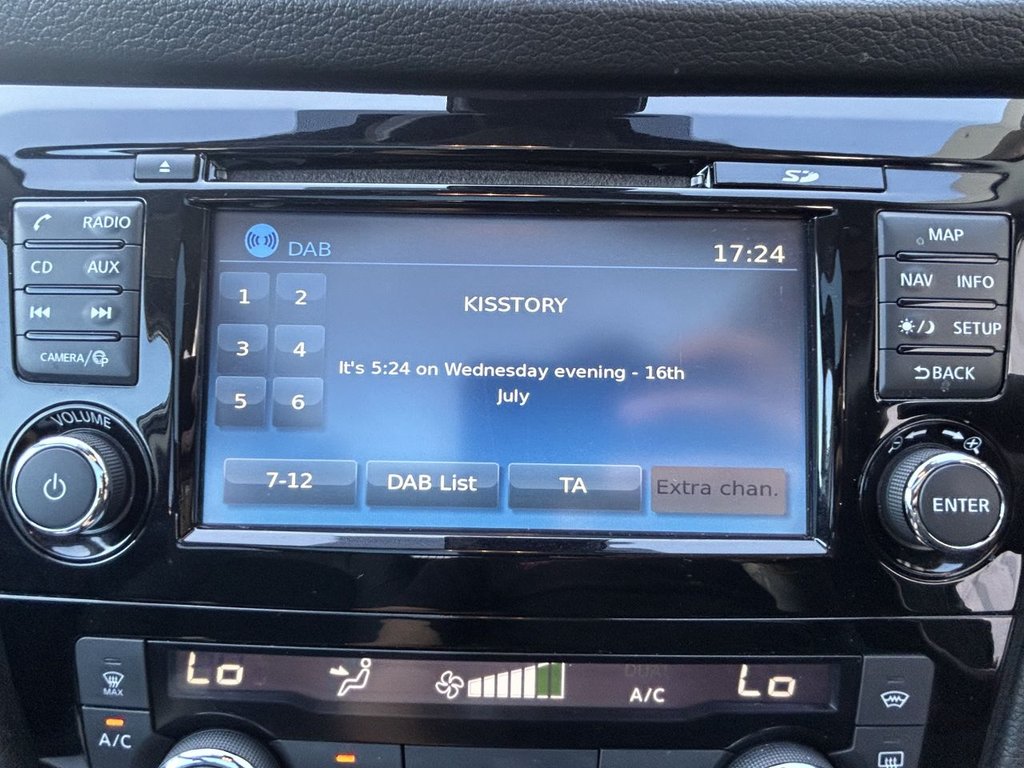 SD
RADIO
CD AUX
CAMERA/
VOLUME
DAB
17:24
1 2
3 4
5 6
KISSTORY
It's 5:24 on Wednesday evening - 16th
July
7-12
DAB List
TA
Extra chan.
MAP
NAV INFO
/ SETUP
BACK
ENTER
MAX
A/C
Lo
A/C
Lo